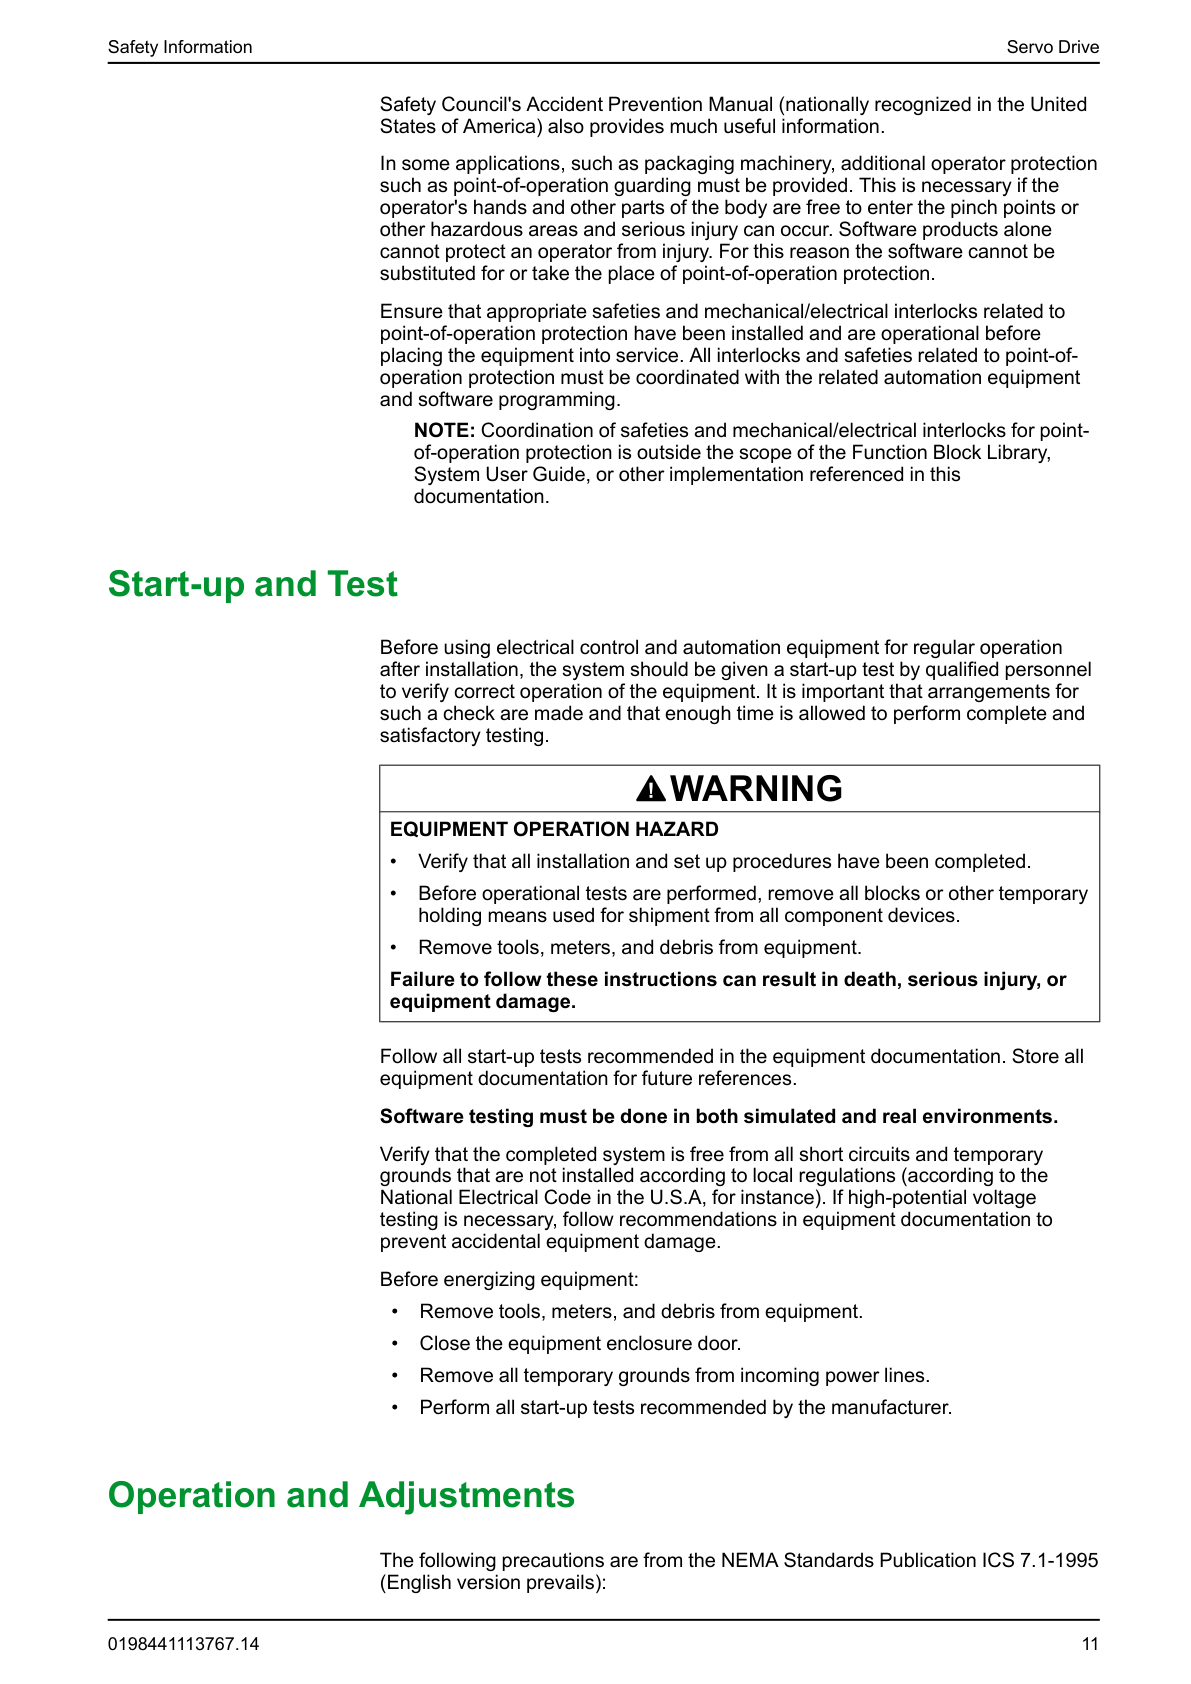 Safety Information
Servo Drive
Safety Council's Accident Prevention Manual (nationally recognized in the United
States of America) also provides much useful information.
In some applications, such as packaging machinery, additional operator protection
such as point-of-operation guarding must be provided. This is necessary if the
operator's hands and other parts of the body are free to enter the pinch points or
other hazardous areas and serious injury can occur. Software products alone
cannot protect an operator from injury. For this reason the software cannot be
substituted for or take the place of point-of-operation protection.
Ensure that appropriate safeties and mechanical/electrical interlocks related to
point-of-operation protection have been installed and are operational before
placing the equipment into service. All interlocks and safeties related to point-of-
operation protection must be coordinated with the related automation equipment
and software programming.
NOTE: Coordination of safeties and mechanical/electrical interlocks for point-
of-operation protection is outside the scope of the Function Block Library,
System User Guide, or other implementation referenced in this
documentation.
Start-up and Test
Before using electrical control and automation equipment for regular operation
after installation, the system should be given a start-up test by qualified personnel
to verify correct operation of the equipment. It is important that arrangements for
such a check are made and that enough time is allowed to perform complete and
satisfactory testing.
WARNING
EQUIPMENT OPERATION HAZARD
• Verify that all installation and set up procedures have been completed.
• Before operational tests are performed, remove all blocks or other temporary
holding means used for shipment from all component devices.
• Remove tools, meters, and debris from equipment.
Failure to follow these instructions can result in death, serious injury, or
equipment damage.
Follow all start-up tests recommended in the equipment documentation. Store all
equipment documentation for future references.
Software testing must be done in both simulated and real environments.
Verify that the completed system is free from all short circuits and temporary
grounds that are not installed according to local regulations (according to the
National Electrical Code in the U.S.A, for instance). If high-potential voltage
testing is necessary, follow recommendations in equipment documentation to
prevent accidental equipment damage.
Before energizing equipment:
• Remove tools, meters, and debris from equipment.
• Close the equipment enclosure door.
• Remove all temporary grounds from incoming power lines.
• Perform all start-up tests recommended by the manufacturer.
Operation and Adjustments
The following precautions are from the NEMA Standards Publication ICS 7.1-1995
(English version prevails):
0198441113767.14
11